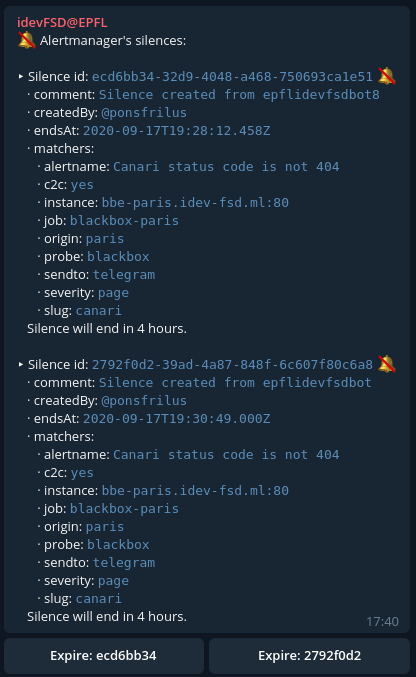 idevFSD@EPFL
🔕 Alertmanager's silences:
‣ Silence id: ecd6bb34-32d9-4048-a468-750693ca1e51 🔕
· comment: Silence created from epflidevfsdbot8
· createdBy: @ponsfrilus
· endsAt: 2020-09-17T19:28:12.458Z
· matchers:
· alertname: Canari status code is not 404
· c2c: yes
· instance: bbe-paris.idev-fsd.ml:80
· job: blackbox-paris
· origin: paris
· probe: blackbox
· sendto: telegram
· severity: page
· slug: canari
Silence will end in 4 hours.
‣ Silence id: 2792f0d2-39ad-4a87-848f-6c607f80c6a8 🔕
· comment: Silence created from epflidevfsdbot
· createdBy: @ponsfrilus
· endsAt: 2020-09-17T19:30:49.000Z
· matchers:
· alertname: Canari status code is not 404
· c2c: yes
· instance: bbe-paris.idev-fsd.ml:80
· job: blackbox-paris
· origin: paris
· probe: blackbox
· sendto: telegram
· severity: page
· slug: canari
Silence will end in 4 hours.
17:40
Expire: ecd6bb34
Expire: 2792f0d2